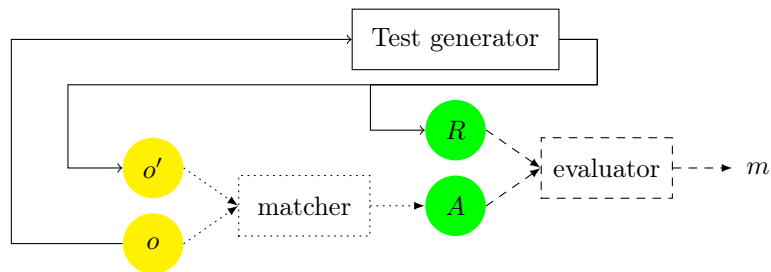 Test generator
R
o′
evaluator
m
matcher
A
o